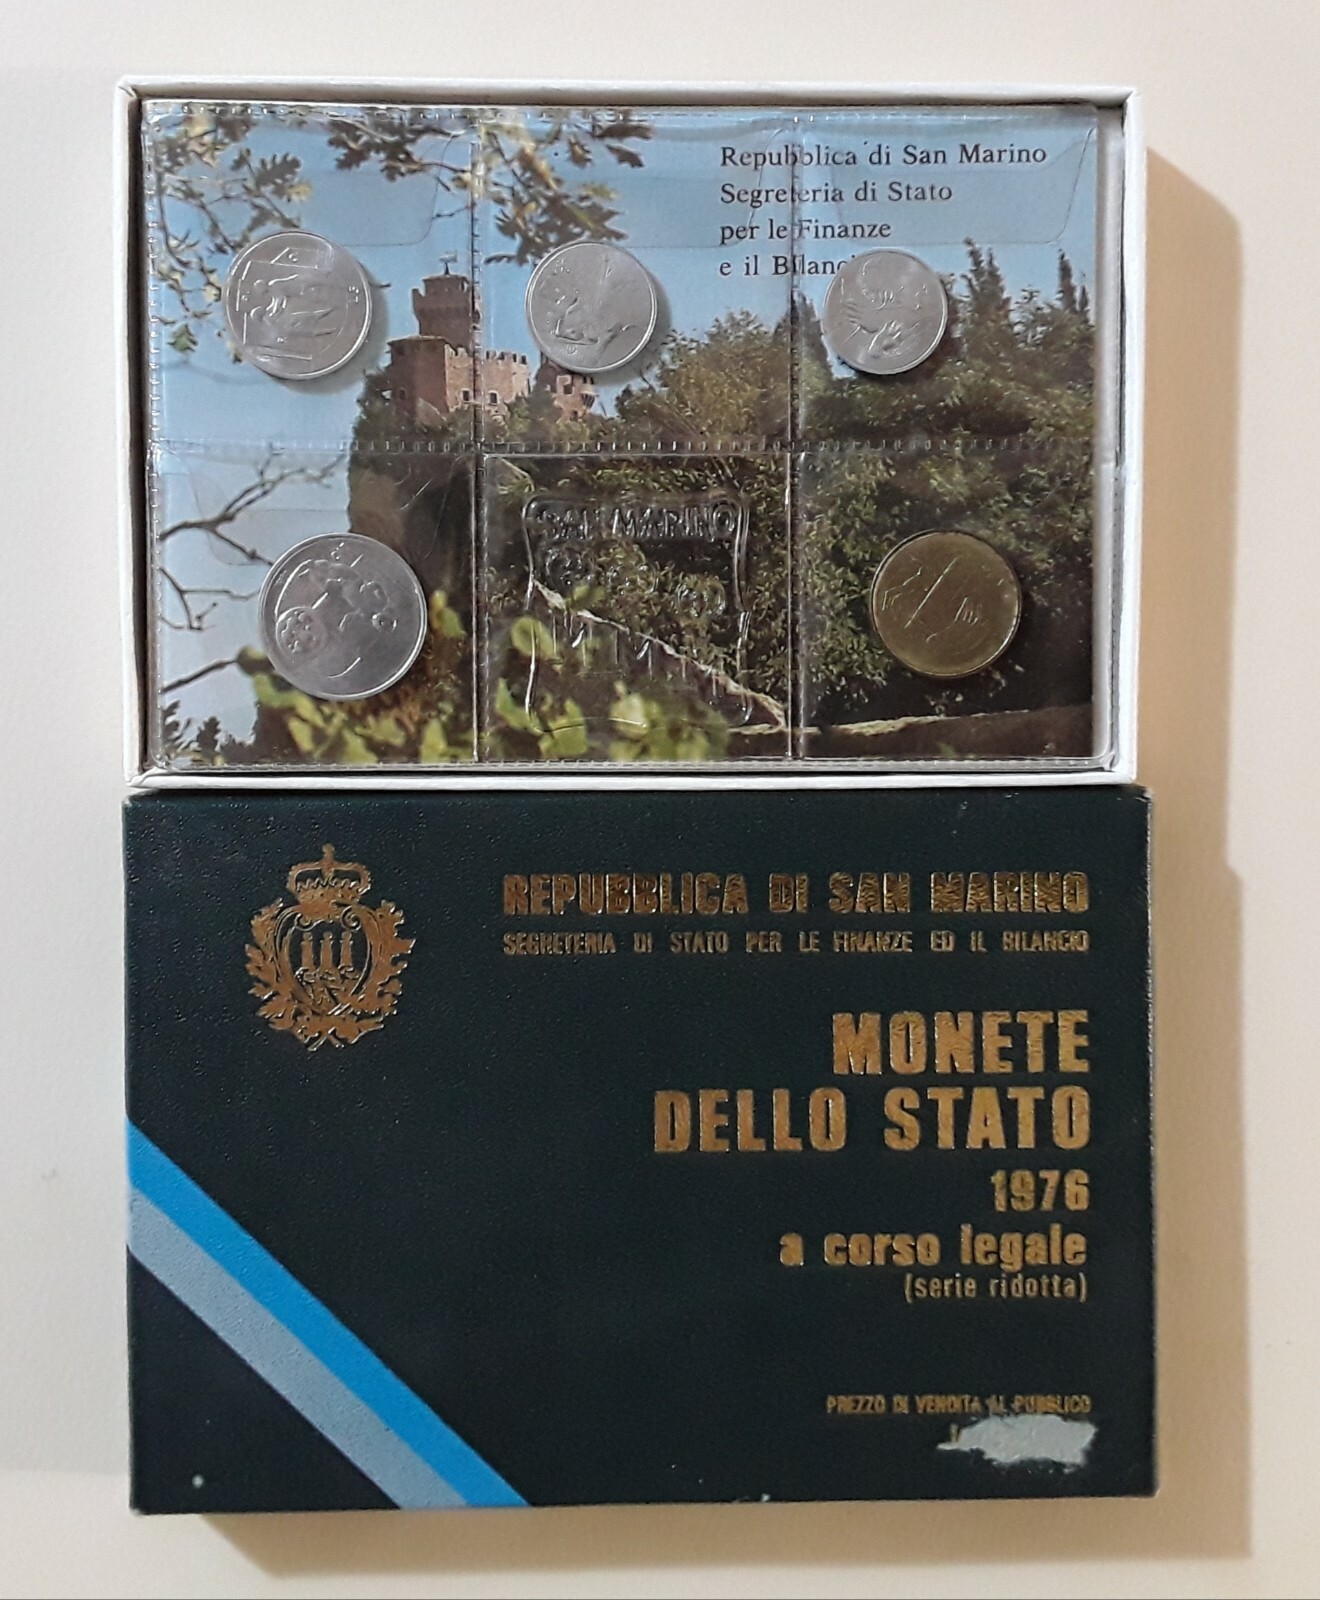 Repubblica di San Marino
Segreteria di Stato
per le Finanze
e il Bilanci
SAN MARINO
REPUBBLICA DI SAN MARINO
SEGRETERIA DI STATO PER LE FINANZE ED IL BILANCIO
MONETE
DELLO STATO
1976
a corso legale
(serie ridotta)
PREZZO DI VENDITA AL PUBBLICO